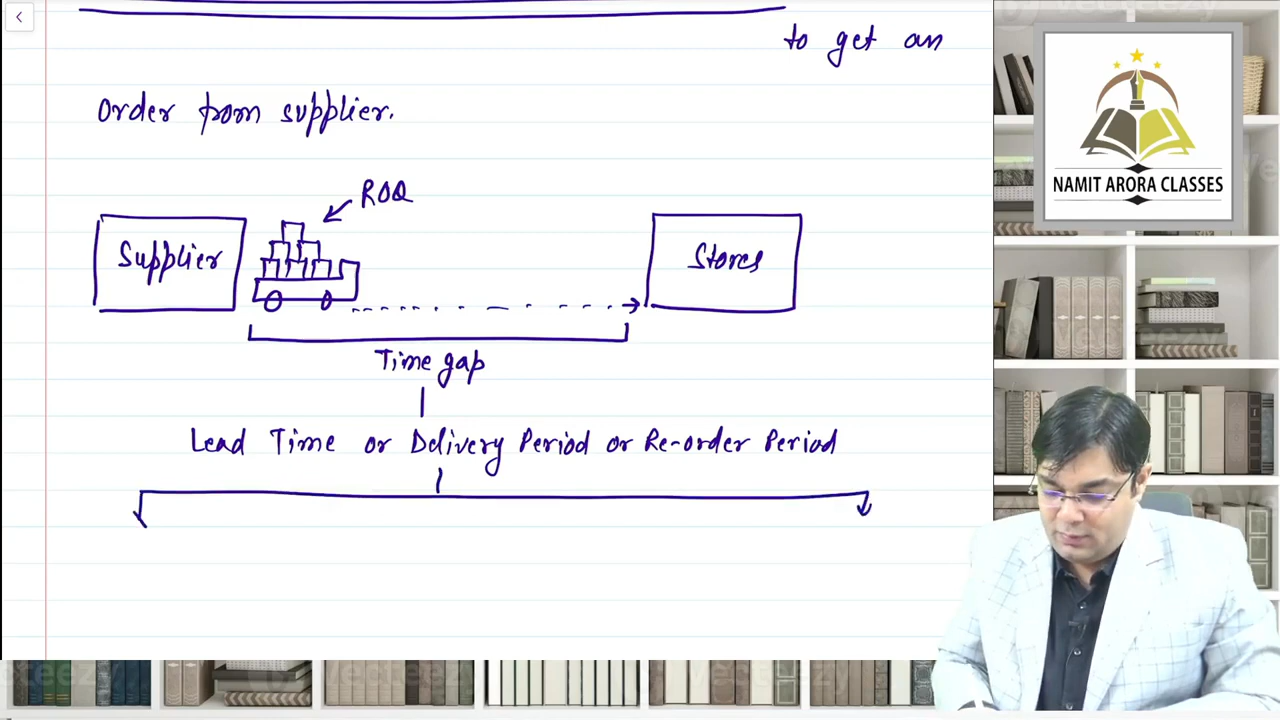 to get an
Order from supplier.
ROQ
Supplier
Stores
Time gap
Lead Time or Delivery Period or Re-order Period
NAMIT ARORA CLASSES
vecteezy